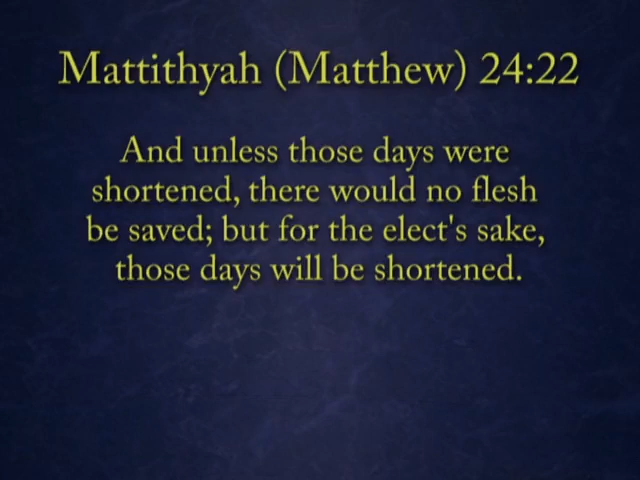 Mattithyah (Matthew) 24:22
And unless those days were
shortened, there would no flesh
be saved; but for the elect's sake,
those days will be shortened.